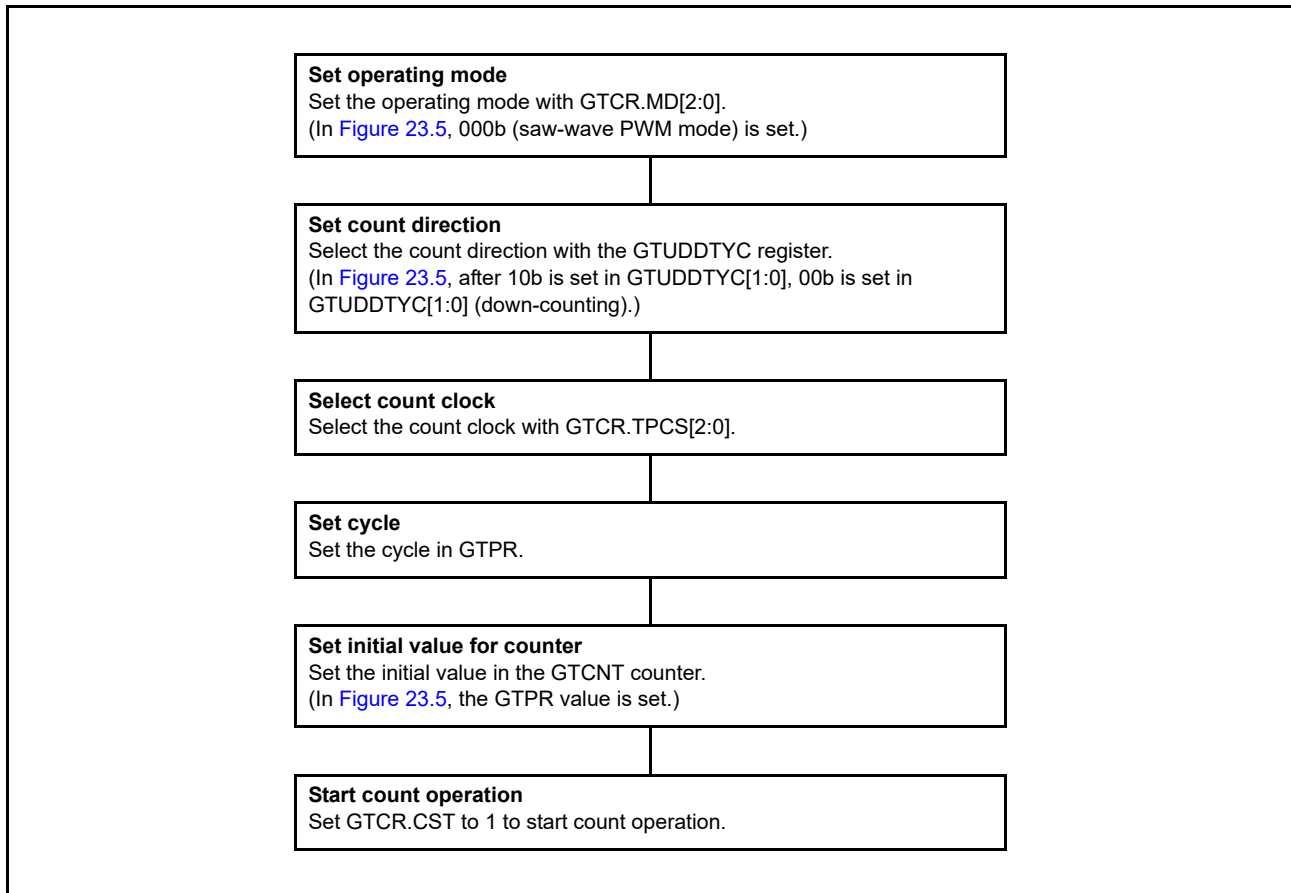 Set operating mode
Set the operating mode with GTCR.MD[2:0].
(In Figure 23.5, 000b (saw-wave PWM mode) is set.)
Set count direction
Select the count direction with the GTUDDTYC register.
(In Figure 23.5, after 10b is set in GTUDDTYC[1:0], 00b is set in
GTUDDTYC[1:0] (down-counting).)
Select count clock
Select the count clock with GTCR.TPCS[2:0].
Set cycle
Set the cycle in GTPR.
Set initial value for counter
Set the initial value in the GTCNT counter.
(In Figure 23.5, the GTPR value is set.)
Start count operation
Set GTCR.CST to 1 to start count operation.